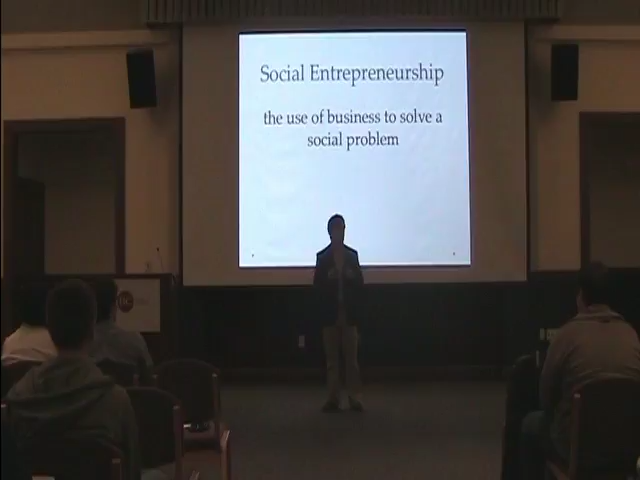 Social Entrepreneurship
the use of business to solve a
social problem